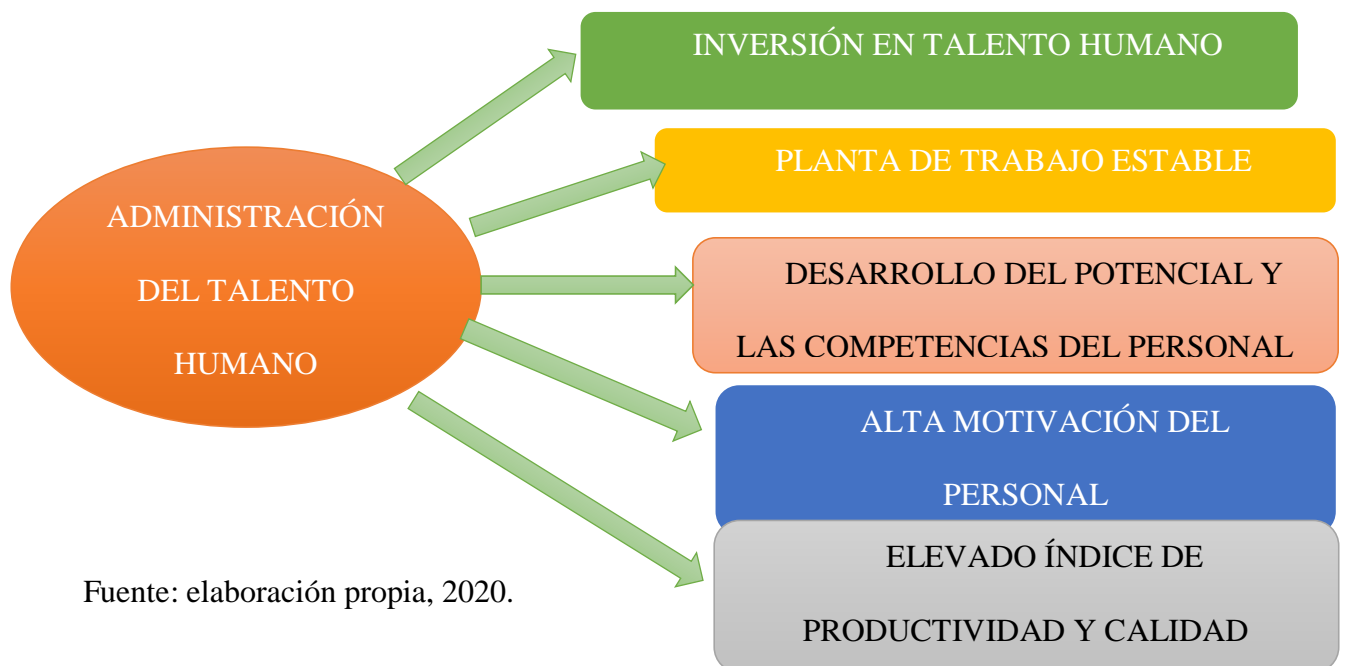 INVERSIÓN EN TALENTO HUMANO
PLANTA DE TRABAJO ESTABLE
ADMINISTRACIÓN
DEL TALENTO
HUMANO
DESARROLLO DEL POTENCIAL Y
LAS COMPETENCIAS DEL PERSONAL
ALTA MOTIVACIÓN DEL
PERSONAL
ELEVADO ÍNDICE DE
PRODUCTIVIDAD Y CALIDAD
Fuente: elaboración propia, 2020.